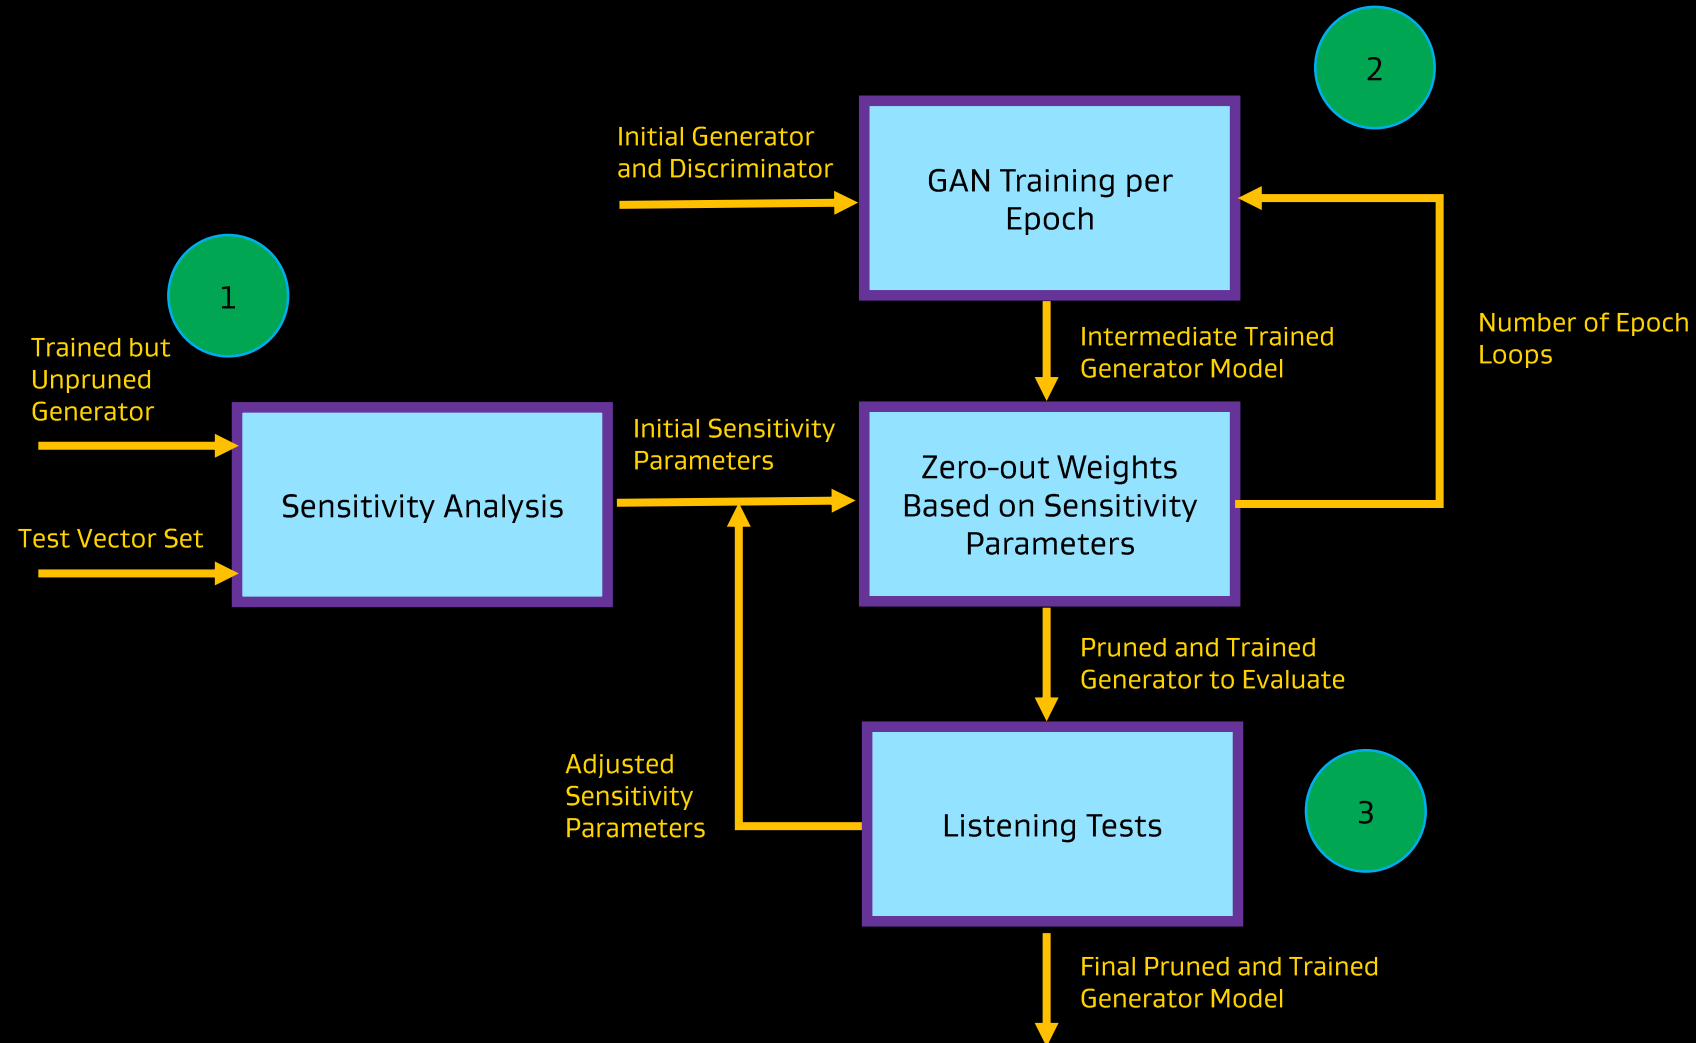 2
Initial Generator
and Discriminator
GAN Training per
Epoch
1
Trained but
Unpruned
Generator
Intermediate Trained
Generator Model
Number of Epoch
Loops
Initial Sensitivity
Parameters
Sensitivity Analysis
Zero-out Weights
Based on Sensitivity
Parameters
Test Vector Set
Pruned and Trained
Generator to Evaluate
Adjusted
Sensitivity
Parameters
Listening Tests
3
Final Pruned and Trained
Generator Model